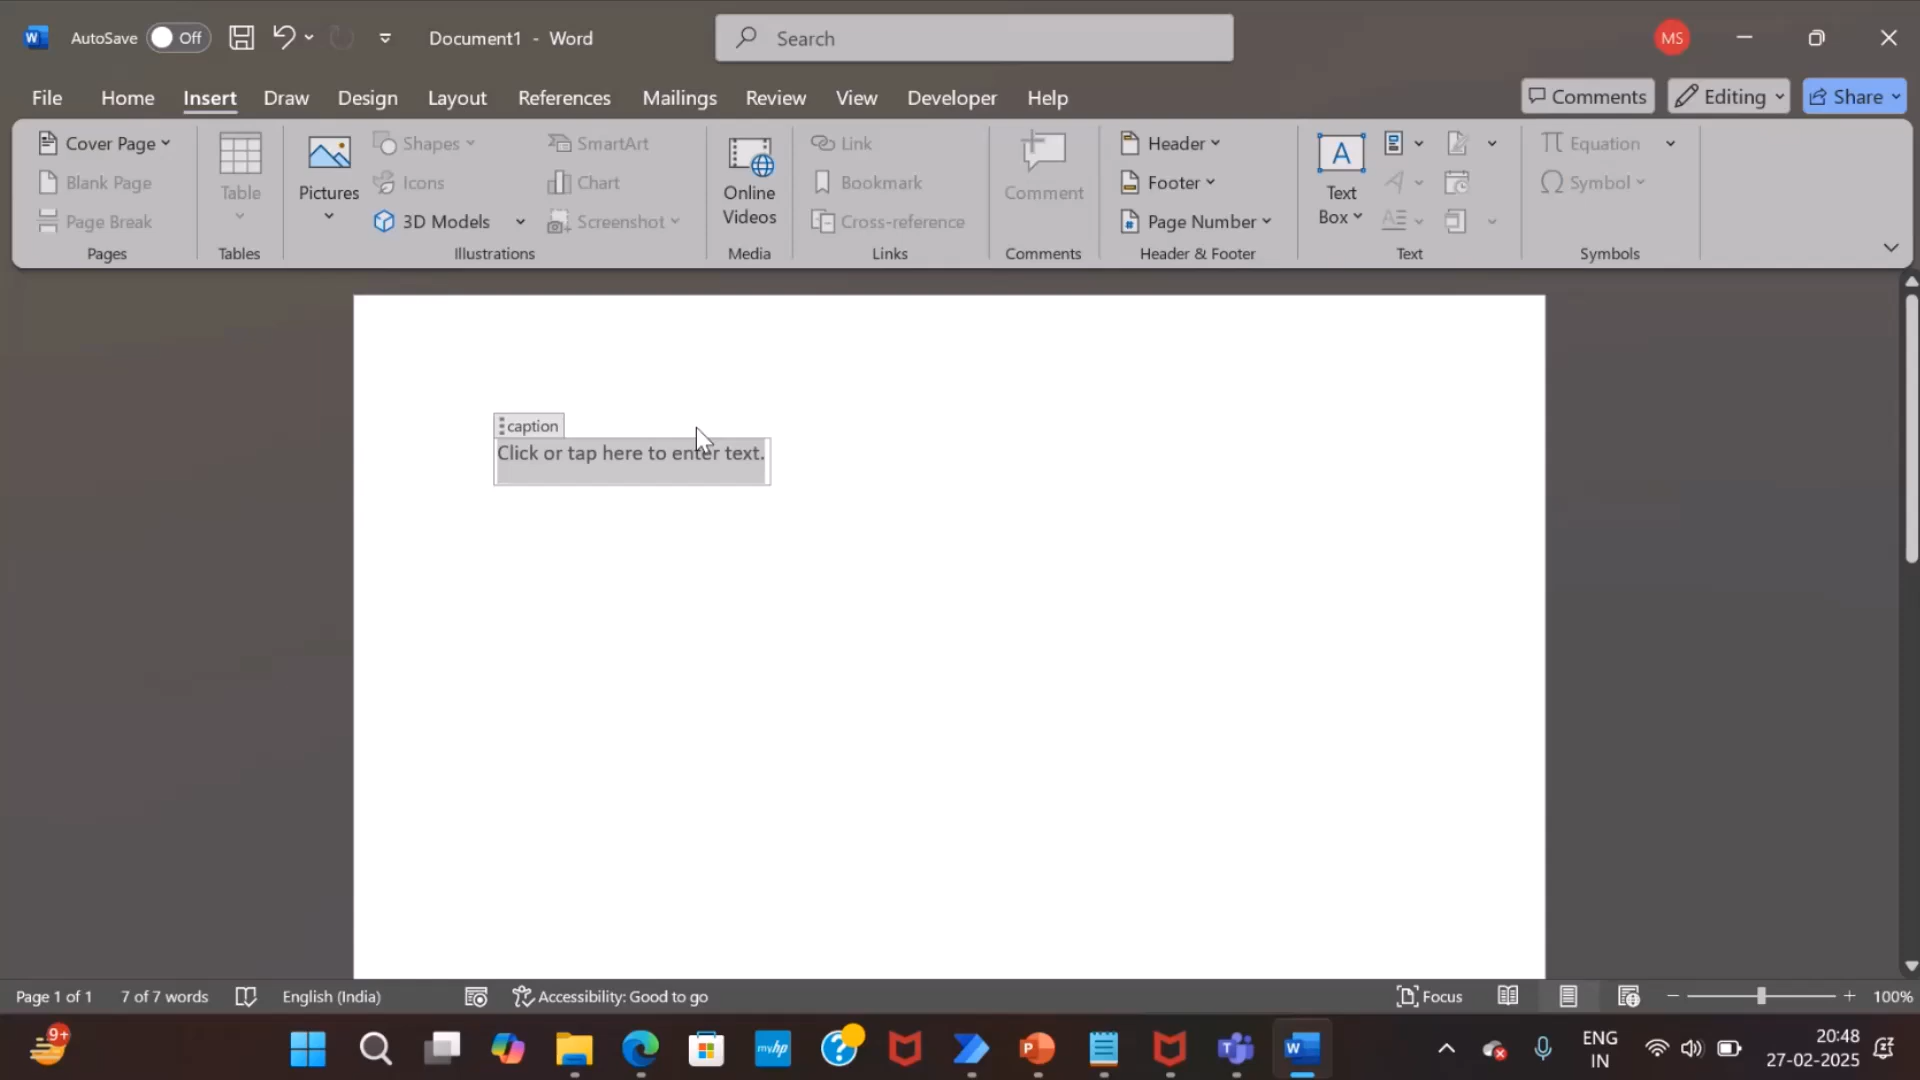 W AutoSave Off Document1 - Word Search MS
File Home Insert Draw Design Layout References Mailings Review View Developer Help Comments Editing Share
Cover Page
Blank Page
Page Break
Pages
Table
Tables
Pictures
Shapes
Icons
3D Models
SmartArt
Chart
Screenshot
Illustrations
Online
Videos
Media
Link
Bookmark
Cross-reference
Links
Comment
Comments
Header
Footer
Page Number
Header & Footer
A
Text
Box
Text
Equation
Symbol
Symbols
caption
Click or tap here to enter text.
Page 1 of 1 7 of 7 words English (India) Accessibility: Good to go Focus 100%
9+
myhp
P
W
ENG
IN
20:48
27-02-2025